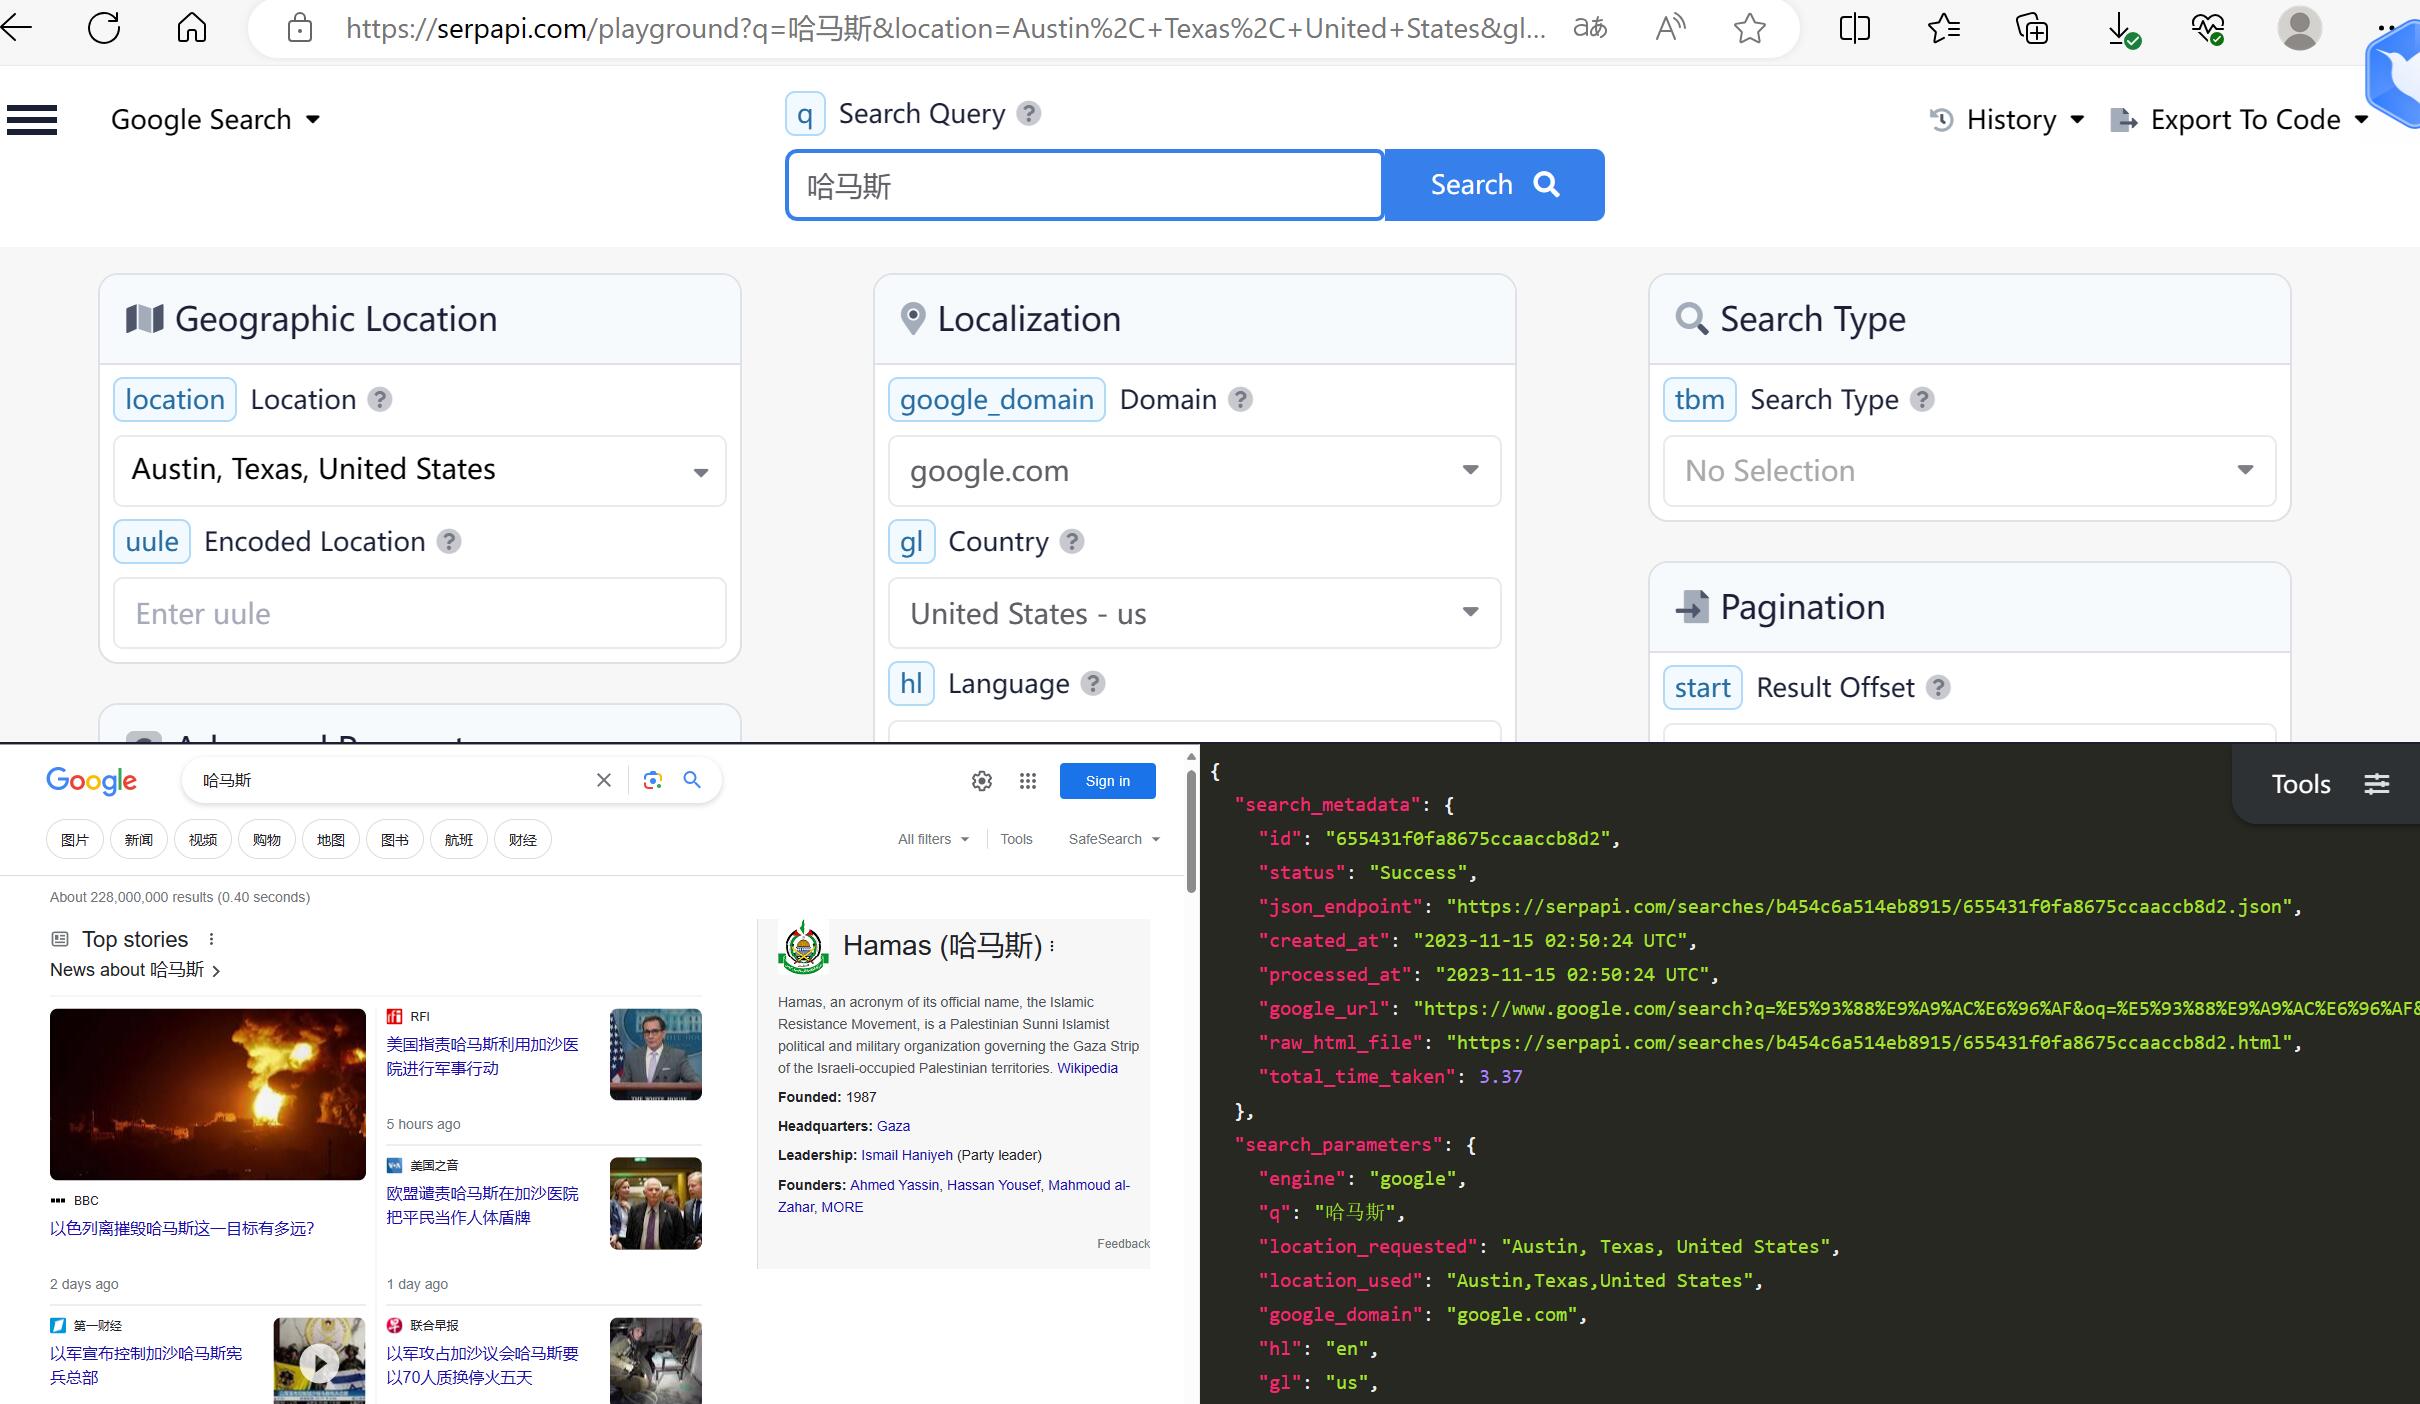 https://serpapi.com/playground?q=哈马斯&location=Austin%2C+Texas%2C+United+States&gl...
Google Search
q Search Query
History
Export To Code
哈马斯
Search
Geographic Location
location Location
Austin, Texas, United States
uule Encoded Location
Enter uule
Localization
google_domain Domain
google.com
gl Country
United States - us
hl Language
Search Type
tbm Search Type
No Selection
Pagination
start Result Offset
Google
哈马斯
Sign in
图片 新闻 视频 购物 地图 图书 航班 财经
All filters Tools SafeSearch
About 228,000,000 results (0.40 seconds)
Top stories
News about 哈马斯
BBC
以色列离摧毁哈马斯这一目标有多远?
2 days ago
第一财经
以军宣布控制加沙哈马斯宪
兵总部
RFI
美国指责哈马斯利用加沙医
院进行军事行动
THE WHITE HOUSE
5 hours ago
美国之音
欧盟谴责哈马斯在加沙医院
把平民当作人体盾牌
1 day ago
联合早报
以军攻占加沙议会哈马斯要
以70人质换停火五天
Hamas (哈马斯)
Hamas, an acronym of its official name, the Islamic
Resistance Movement, is a Palestinian Sunni Islamist
political and military organization governing the Gaza Strip
of the Israeli-occupied Palestinian territories. Wikipedia
Founded: 1987
Headquarters: Gaza
Leadership: Ismail Haniyeh (Party leader)
Founders: Ahmed Yassin, Hassan Yousef, Mahmoud al-
Zahar, MORE
Feedback
Tools
{
"search_metadata": {
"id": "655431f0fa8675ccaaccb8d2",
"status": "Success",
"json_endpoint": "https://serpapi.com/searches/b454c6a514eb8915/655431f0fa8675ccaaccb8d2.json",
"created_at": "2023-11-15 02:50:24 UTC",
"processed_at": "2023-11-15 02:50:24 UTC",
"google_url": "https://www.google.com/search?q=%E5%93%88%E9%A9%AC%E6%96%AF&oq=%E5%93%88%E9%A9%AC%E6%96%AF&
"raw_html_file": "https://serpapi.com/searches/b454c6a514eb8915/655431f0fa8675ccaaccb8d2.html",
"total_time_taken": 3.37
},
"search_parameters": {
"engine": "google",
"q": "哈马斯",
"location_requested": "Austin, Texas, United States",
"location_used": "Austin,Texas,United States",
"google_domain": "google.com",
"hl": "en",
"gl": "us",